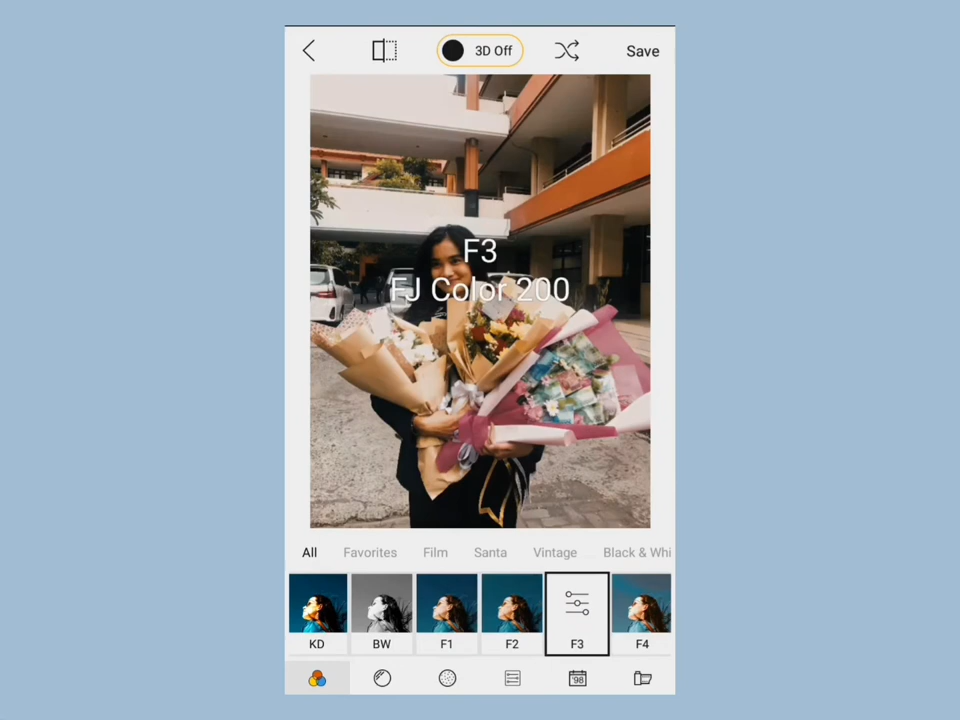 3D Off
Save
F3
FJ Color 200
All Favorites Film Santa Vintage Black & Whi
KD BW F1 F2 F3 F4
'98